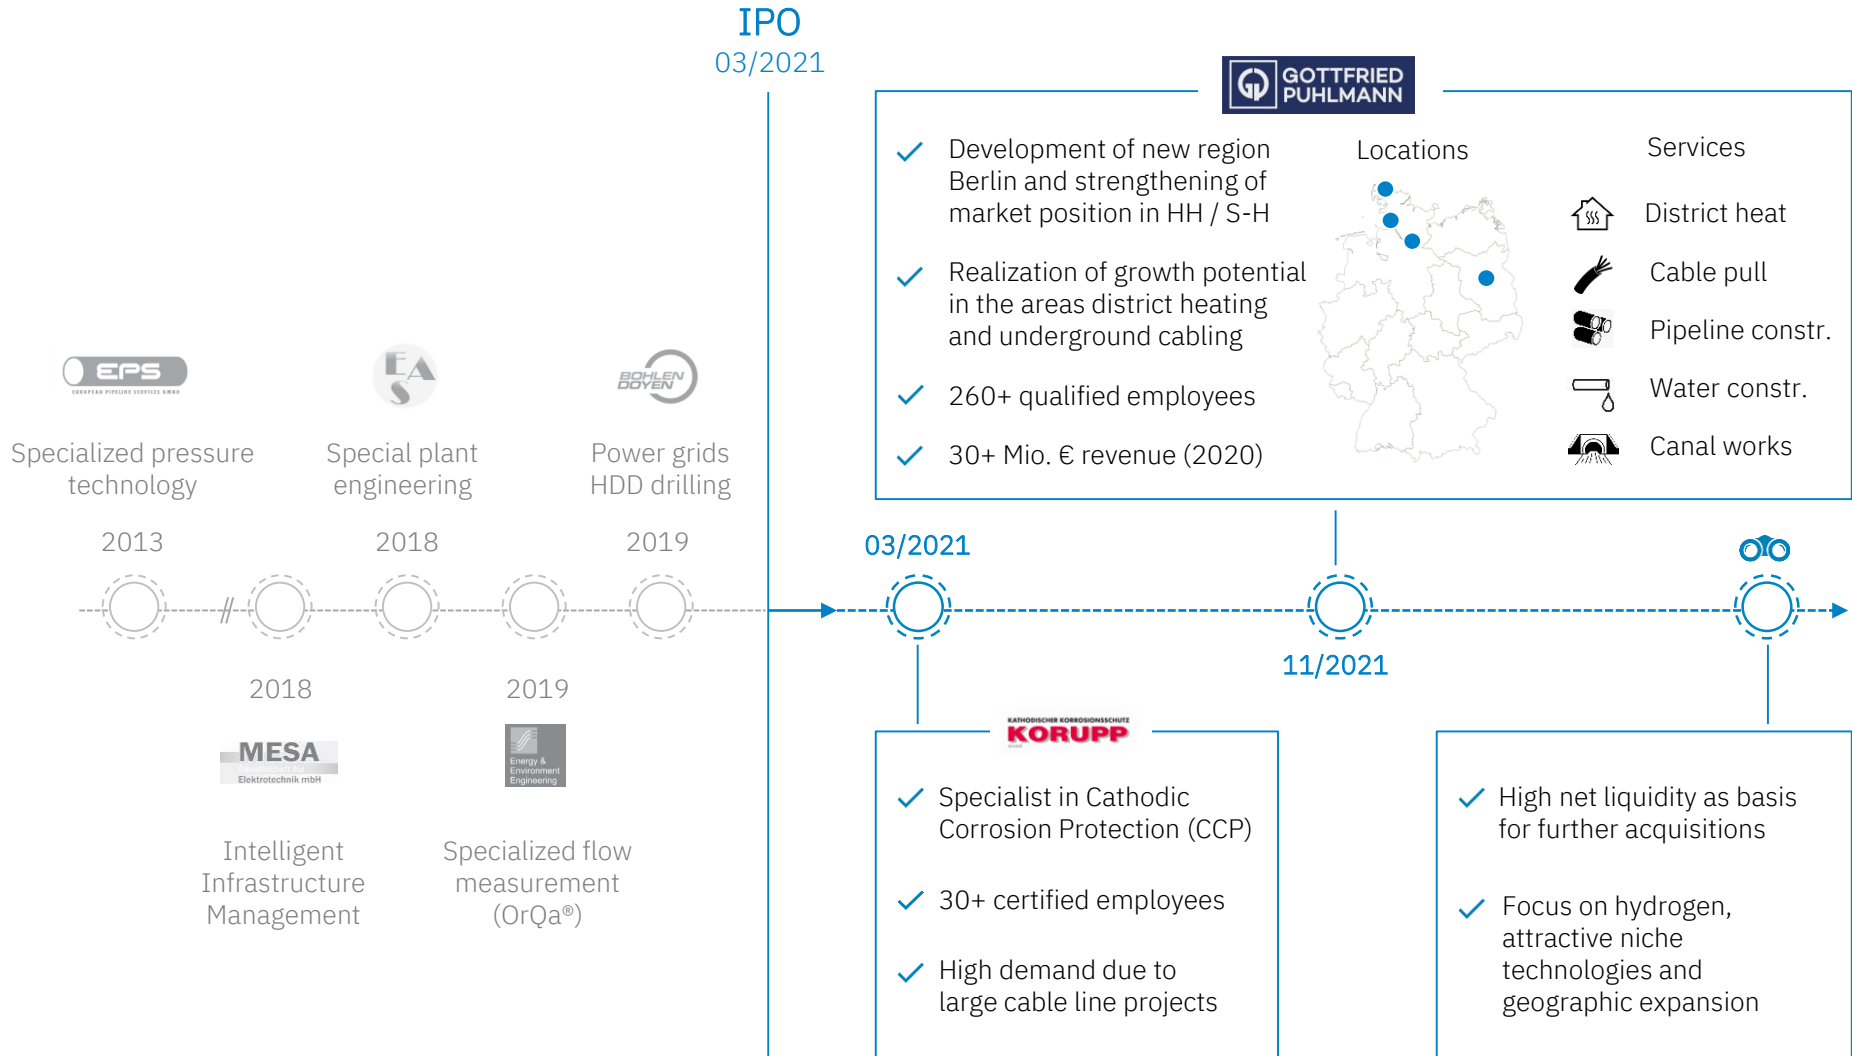 IPO
03/2021
GOTTFRIED
PUHLMANN
Development of new region
Berlin and strengthening of
market position in HH / S-H
Realization of growth potential
in the areas district heating
and underground cabling
260+ qualified employees
30+ Mio. € revenue (2020)
Locations
Services
District heat
Cable pull
Pipeline constr.
Water constr.
Canal works
EPS
EUROPEAN PIPELINE SERVICES GMBH
Specialized pressure
technology
2013
EAS
Special plant
engineering
2018
BOHLEN
DOYEN
Power grids
HDD drilling
2019
03/2021
11/2021
2018
MESA
Elektrotechnik mbH
Intelligent
Infrastructure
Management
2019
Energy &
Environment
Engineering
Specialized flow
measurement
(OrQa®)
KATHODISCHER KORROSIONSSCHUTZ
KORUPP
Specialist in Cathodic
Corrosion Protection (CCP)
30+ certified employees
High demand due to
large cable line projects
High net liquidity as basis
for further acquisitions
Focus on hydrogen,
attractive niche
technologies and
geographic expansion